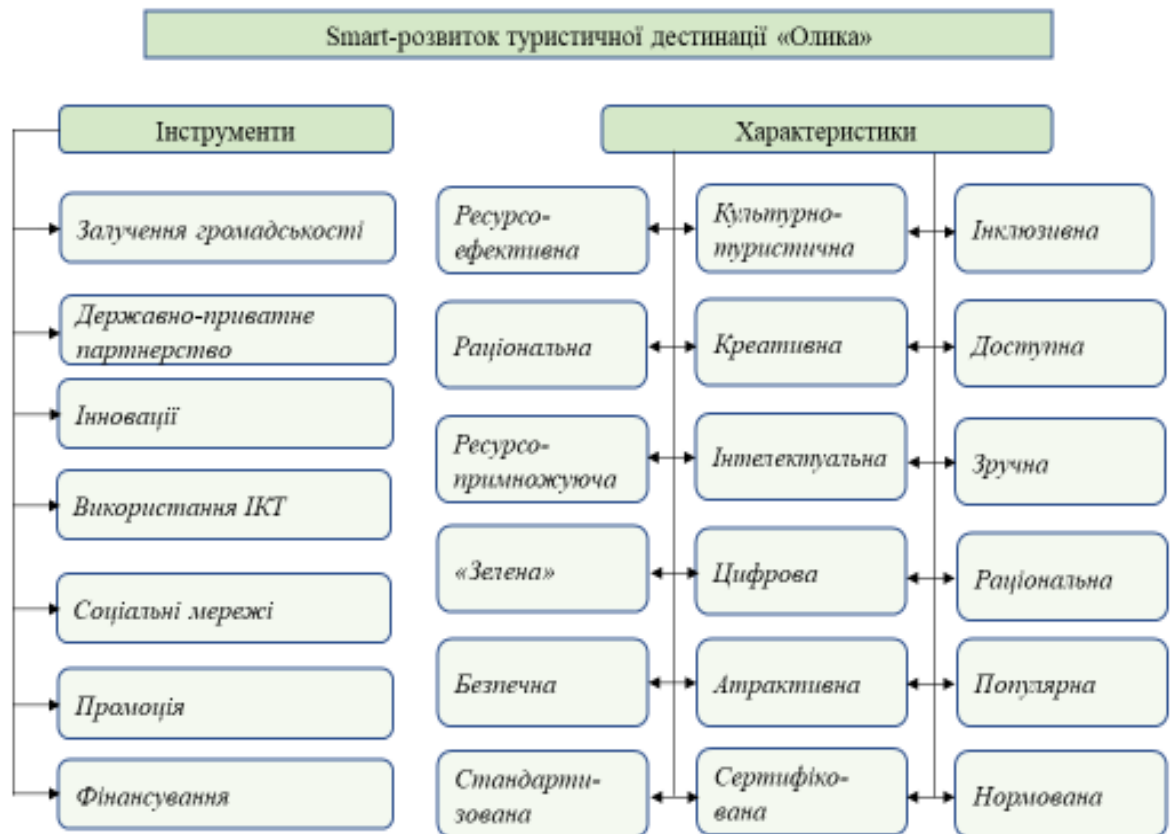 Smart-розвиток туристичної дестинації «Олика»
Інструменти
Залучення громадськості
Державно-приватне
партнерство
Інновації
Використання ІКТ
Соціальні мережі
Промоція
Фінансування
Характеристики
Ресурсо-
ефективна
Культурно-
туристична
Інклюзивна
Раціональна
Креативна
Доступна
Ресурсо-
примножуюча
Інтелектуальна
Зручна
«Зелена»
Цифрова
Раціональна
Безпечна
Атрактивна
Популярна
Стандарти-
зована
Сертифіко-
вана
Нормована